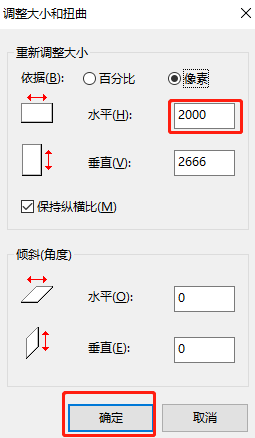 调整大小和扭曲
重新调整大小
依据(B): 百分比 像素
水平(H): 2000
垂直(V): 2666
保持纵横比(M)
倾斜(角度)
水平(O): 0
垂直(E): 0
确定 取消